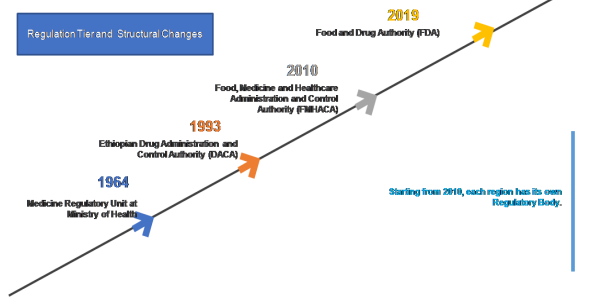 Regulation Tier and Structural Changes
2019
Food and Drug Authority (FDA)
2010
Food, Medicine and Healthcare
Administration and Control
Authority (FMHACA)
1993
Ethiopian Drug Administration and
Control Authority (DACA)
1964
Medicine Regulatory Unit at
Ministry of Health
Starting from 2010, each region has its own
Regulatory Body.